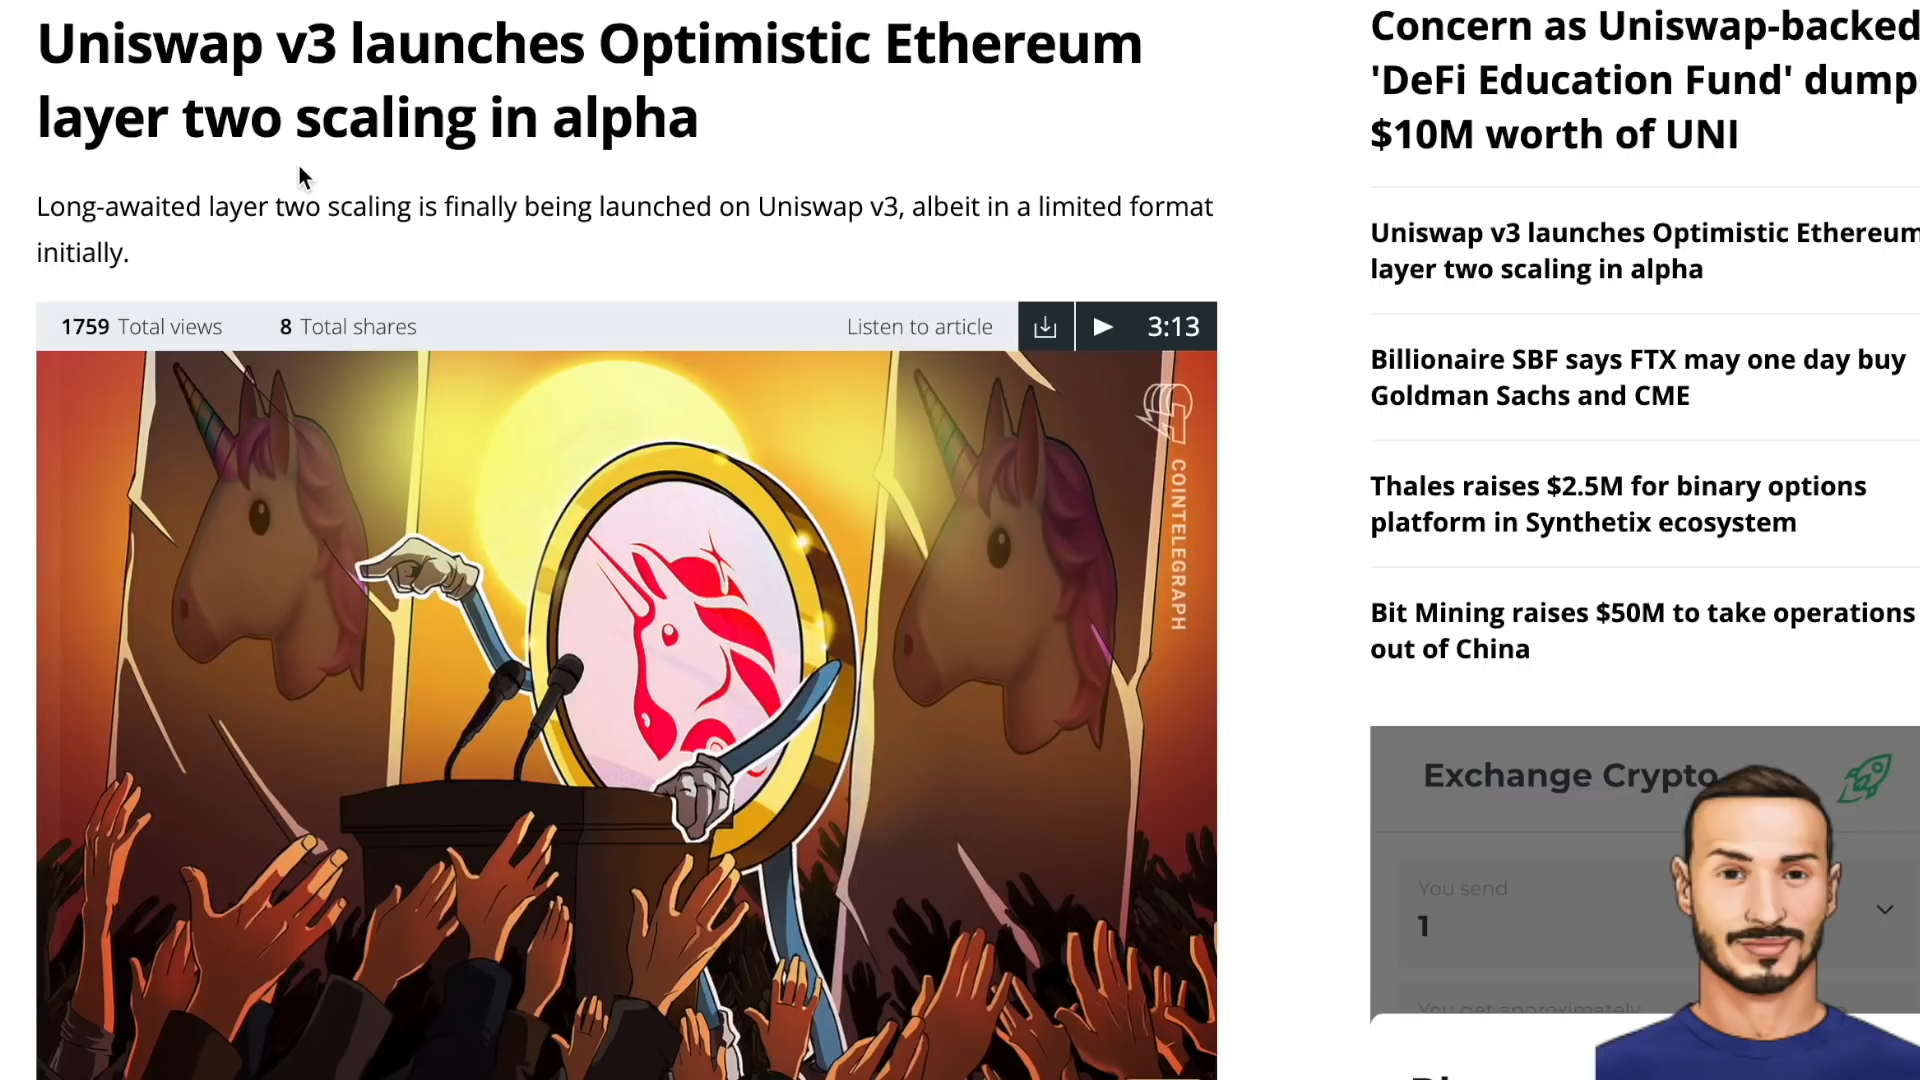 Uniswap v3 launches Optimistic Ethereum
layer two scaling in alpha
Long-awaited layer two scaling is finally being launched on Uniswap v3, albeit in a limited format
initially.
1759 Total views
8 Total shares
Listen to article
3:13
COINTELEGRAPH
Concern as Uniswap-backed
'DeFi Education Fund' dump
$10M worth of UNI
Uniswap v3 launches Optimistic Ethereum
layer two scaling in alpha
Billionaire SBF says FTX may one day buy
Goldman Sachs and CME
Thales raises $2.5M for binary options
platform in Synthetix ecosystem
Bit Mining raises $50M to take operations
out of China
Exchange Crypto
You send
1
You get approximately